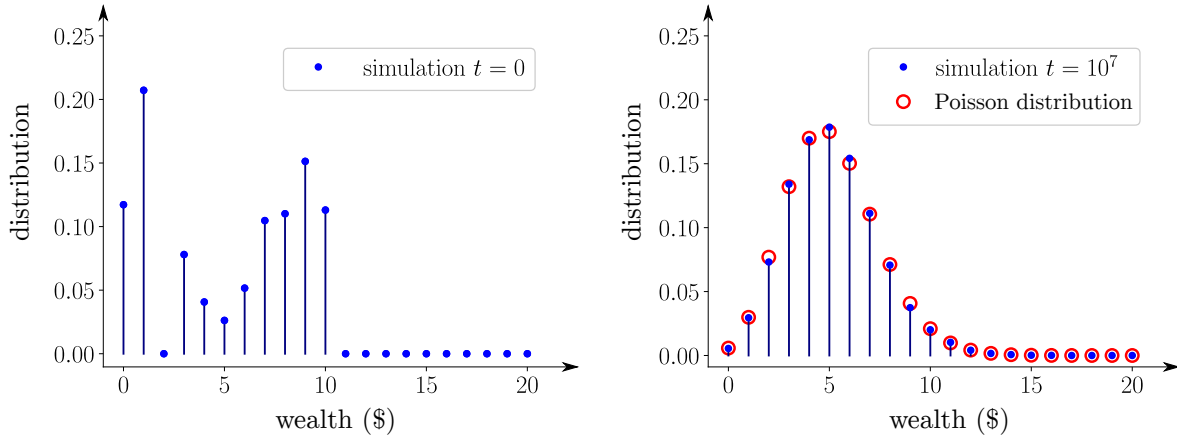 simulation t = 0
distribution
0.25
0.20
0.15
0.10
0.05
0.00
0 5 10 15 20
wealth ($)
simulation t = 10⁷
Poisson distribution
distribution
0.25
0.20
0.15
0.10
0.05
0.00
0 5 10 15 20
wealth ($)